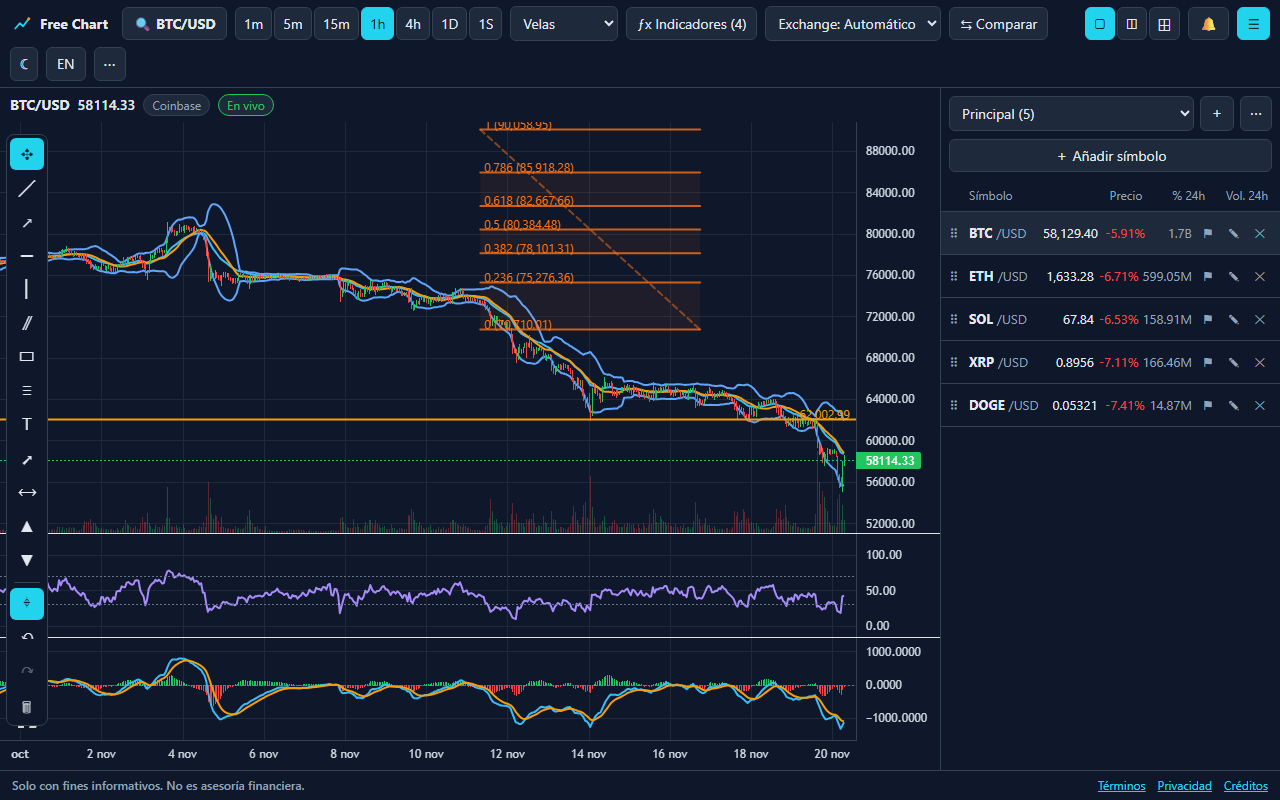 Free Chart BTC/USD 1m 5m 15m 1h 4h 1D 1S Velas ƒx Indicadores (4) Exchange: Automático ⇆ Comparar
EN ···
BTC/USD 58114.33 Coinbase En vivo
Principal (5) + ···
+ Añadir símbolo
Símbolo Precio % 24h Vol. 24h
BTC /USD 58,129.40 -5.91% 1.7B
ETH /USD 1,633.28 -6.71% 599.05M
SOL /USD 67.84 -6.53% 158.91M
XRP /USD 0.8956 -7.11% 166.46M
DOGE /USD 0.05321 -7.41% 14.87M
1 (90,058.95)
0.786 (85,918.28)
0.618 (82,667.66)
0.5 (80,384.48)
0.382 (78,101.31)
0.236 (75,276.36)
0 (70,710.01)
62,002.99
T
88000.00
84000.00
80000.00
76000.00
72000.00
68000.00
64000.00
60000.00
58114.33
56000.00
52000.00
100.00
50.00
0.00
1000.0000
0.0000
−1000.0000
oct 2 nov 4 nov 6 nov 8 nov 10 nov 12 nov 14 nov 16 nov 18 nov 20 nov
Solo con fines informativos. No es asesoría financiera. Términos Privacidad Créditos